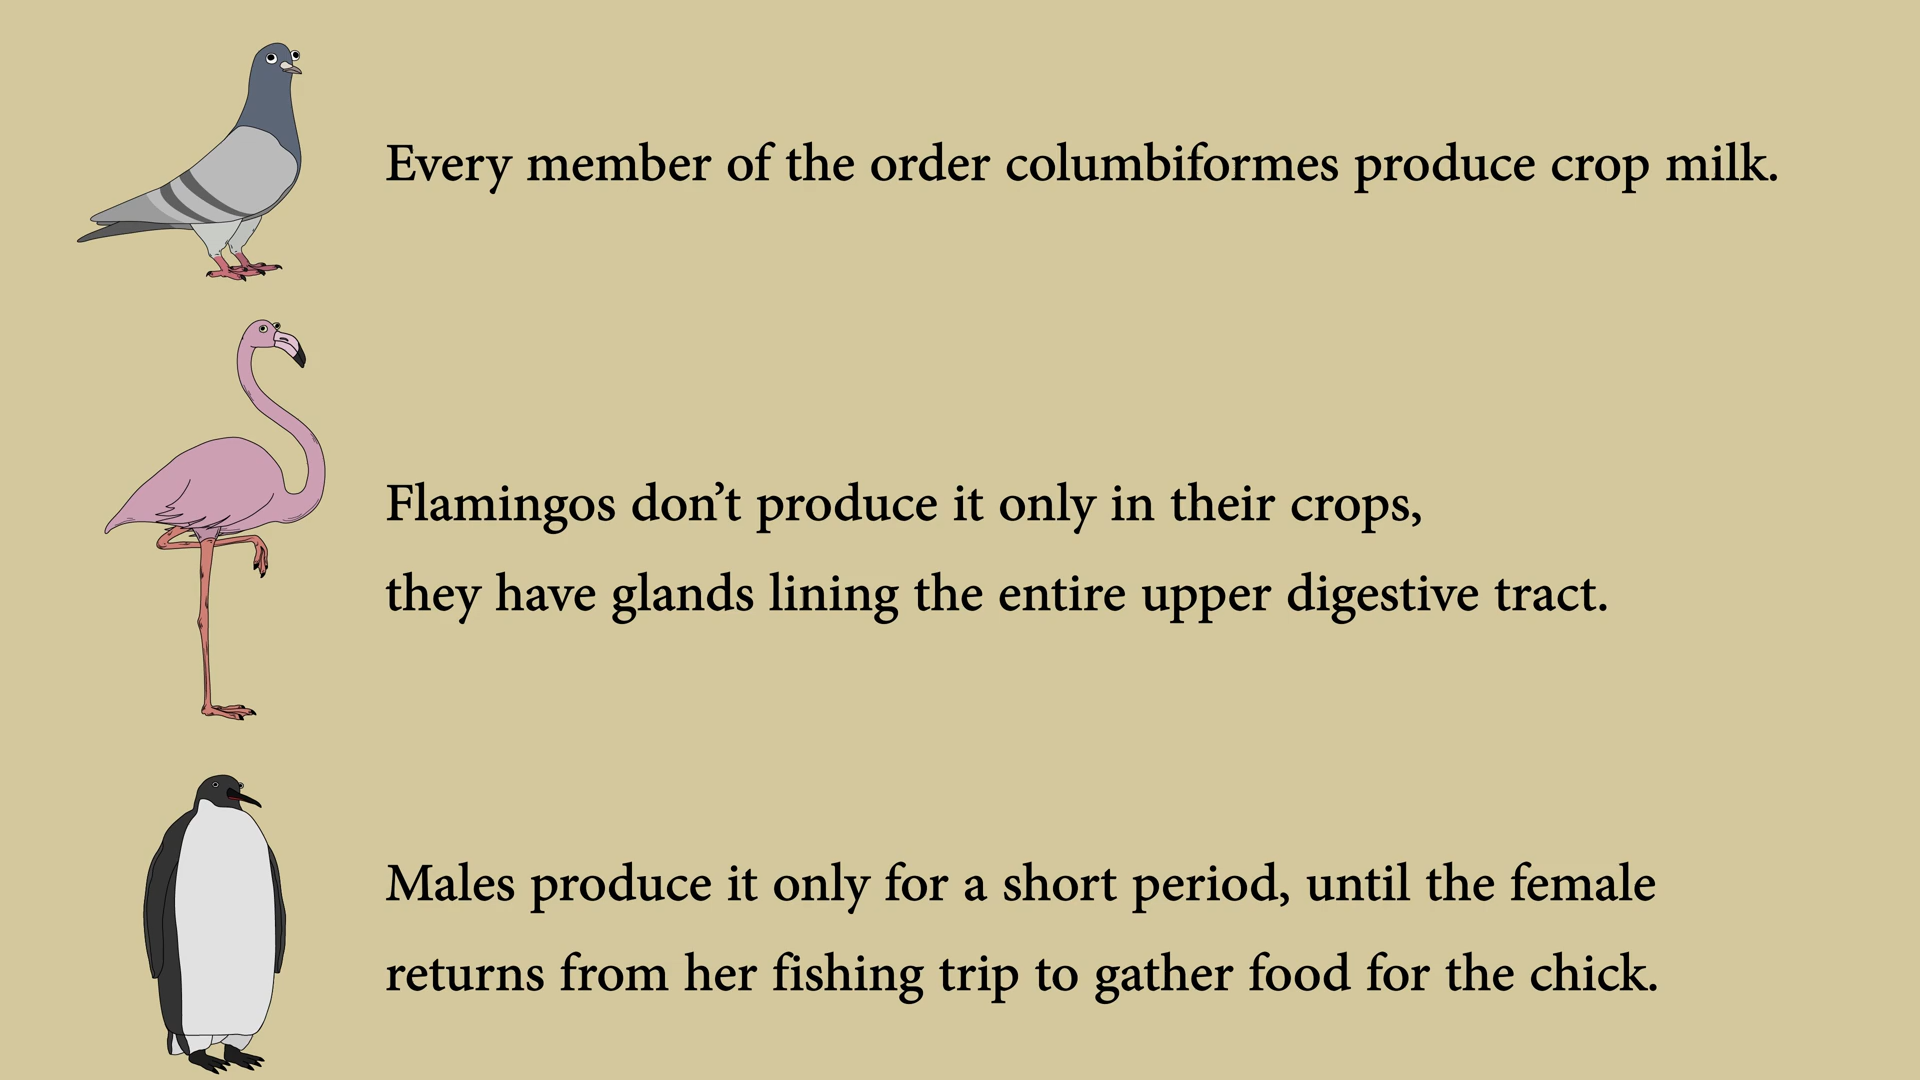 Every member of the order columbiformes produce crop milk.
Flamingos don’t produce it only in their crops,
they have glands lining the entire upper digestive tract.
Males produce it only for a short period, until the female
returns from her fishing trip to gather food for the chick.